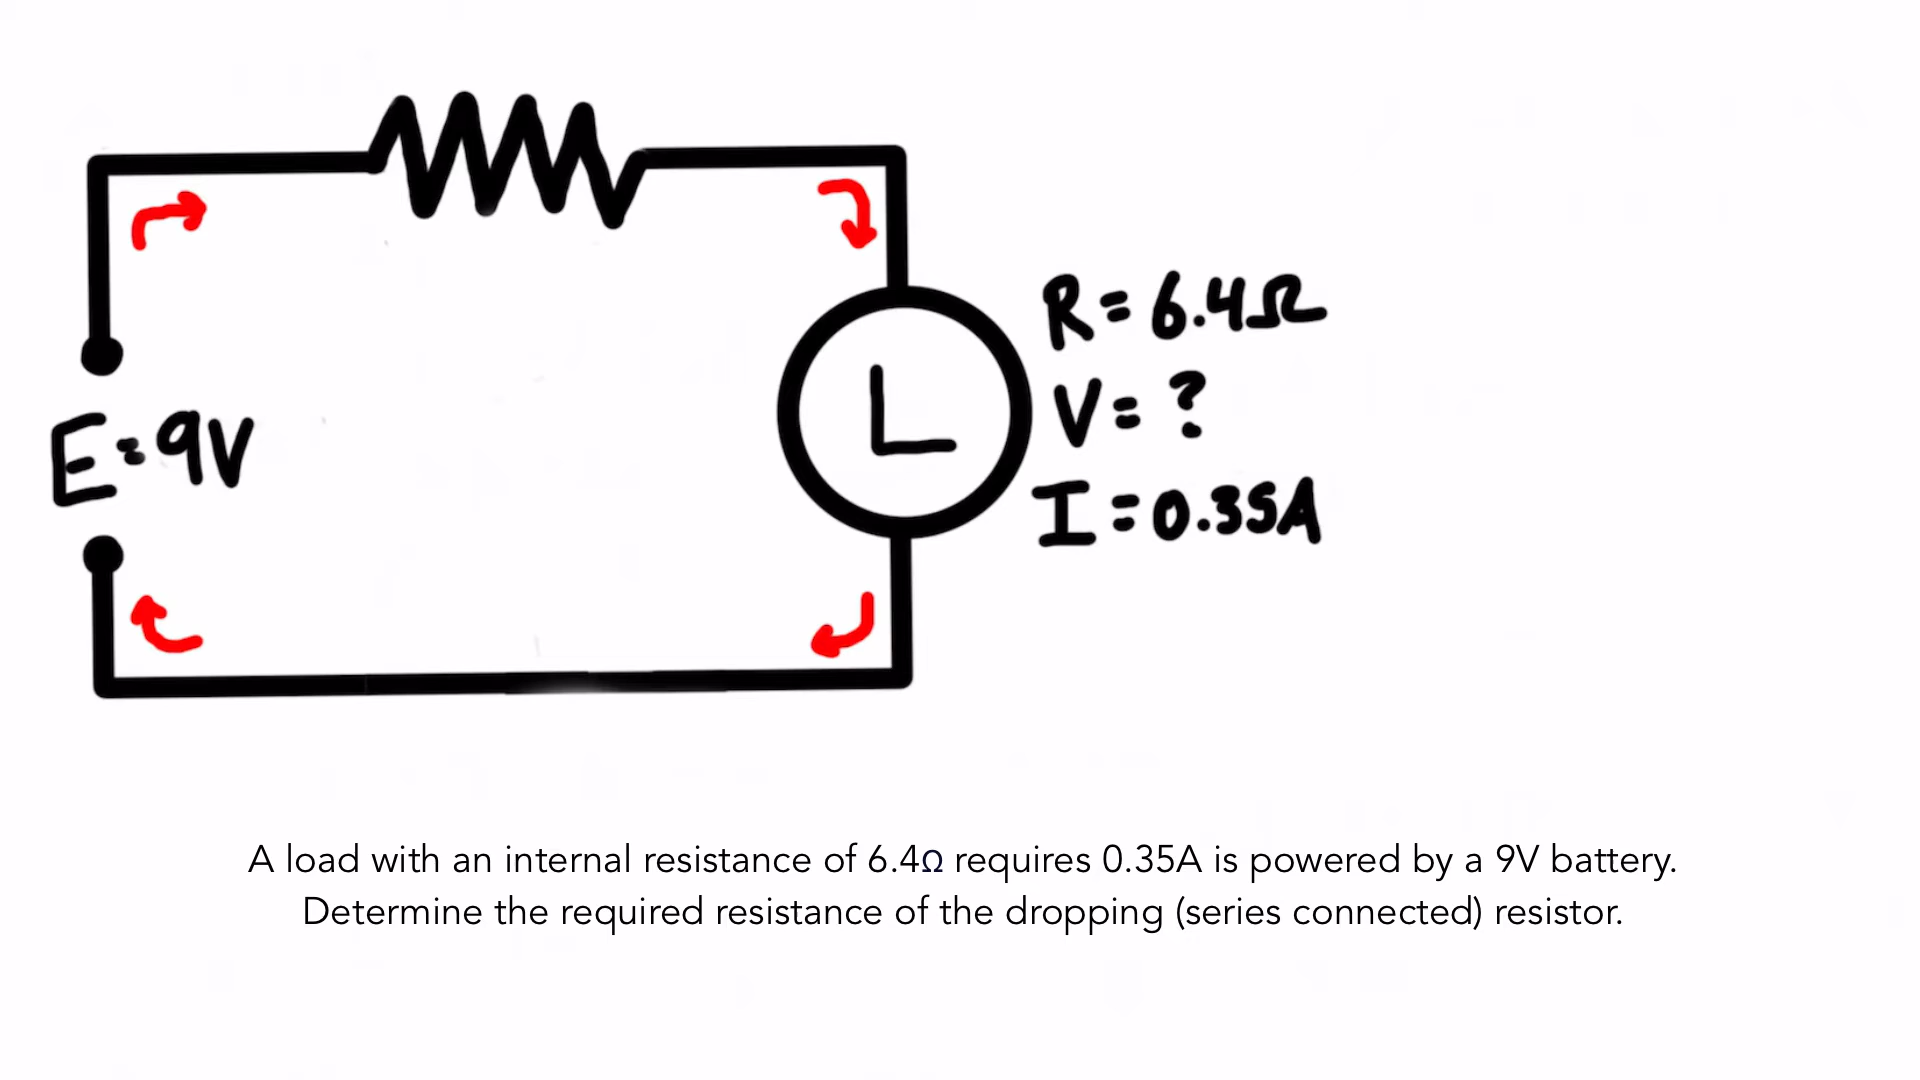 E=9V
L
R=6.4Ω
V=?
I=0.35A
A load with an internal resistance of 6.4Ω requires 0.35A is powered by a 9V battery.
Determine the required resistance of the dropping (series connected) resistor.